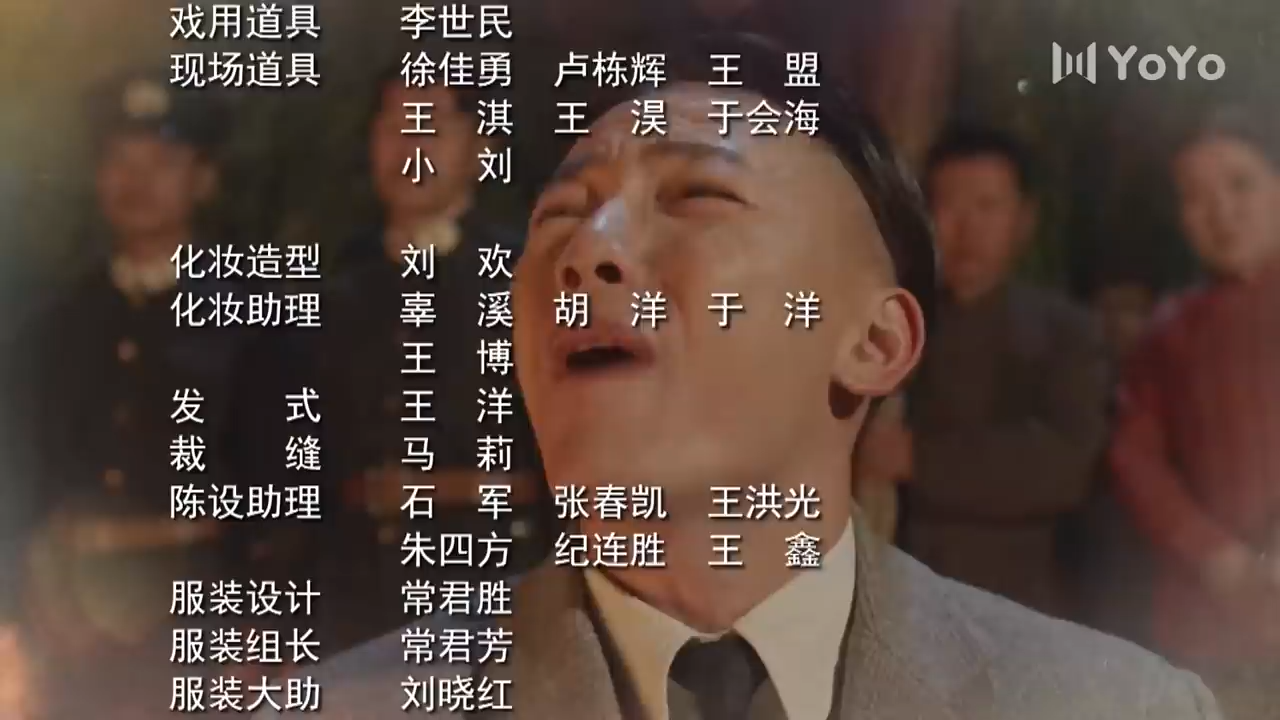 戏用道具 李世民
现场道具 徐佳勇 卢栋辉 王盟
YoYo
王淇 王淏 于会海
小刘
化妆造型 刘欢
化妆助理 辜溪 胡洋 于洋
王博
发式 王洋
裁缝 马莉
陈设助理 石军 张春凯 王洪光
朱四方 纪连胜 王鑫
服装设计 常君胜
服装组长 常君芳
服装大助 刘晓红